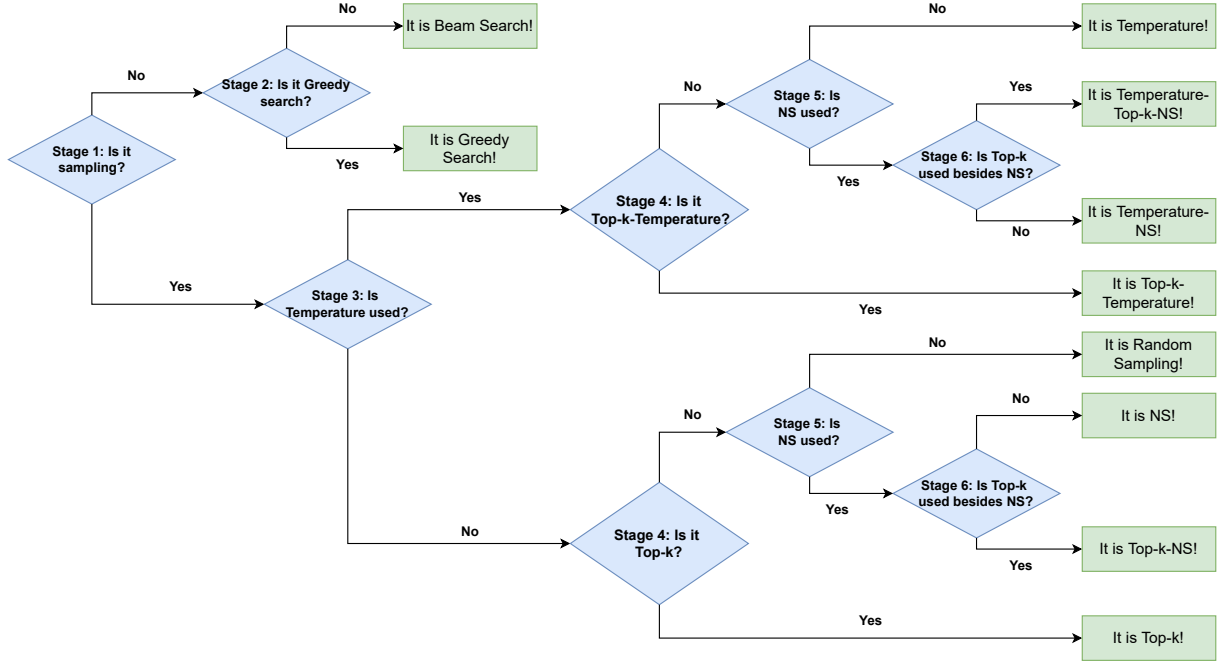 No
It is Beam Search!
No
Stage 2: Is it Greedy
search?
Yes
It is Greedy
Search!
Stage 1: Is it
sampling?
Yes
Stage 3: Is
Temperature used?
Yes
Stage 4: Is it
Top-k-Temperature?
No
Stage 5: Is
NS used?
No
It is Temperature!
Yes
Stage 6: Is Top-k
used besides NS?
Yes
It is Temperature-
Top-k-NS!
No
It is Temperature-
NS!
Yes
It is Top-k-
Temperature!
No
Stage 4: Is it
Top-k?
No
Stage 5: Is
NS used?
No
It is Random
Sampling!
Yes
Stage 6: Is Top-k
used besides NS?
No
It is NS!
Yes
It is Top-k-NS!
Yes
It is Top-k!